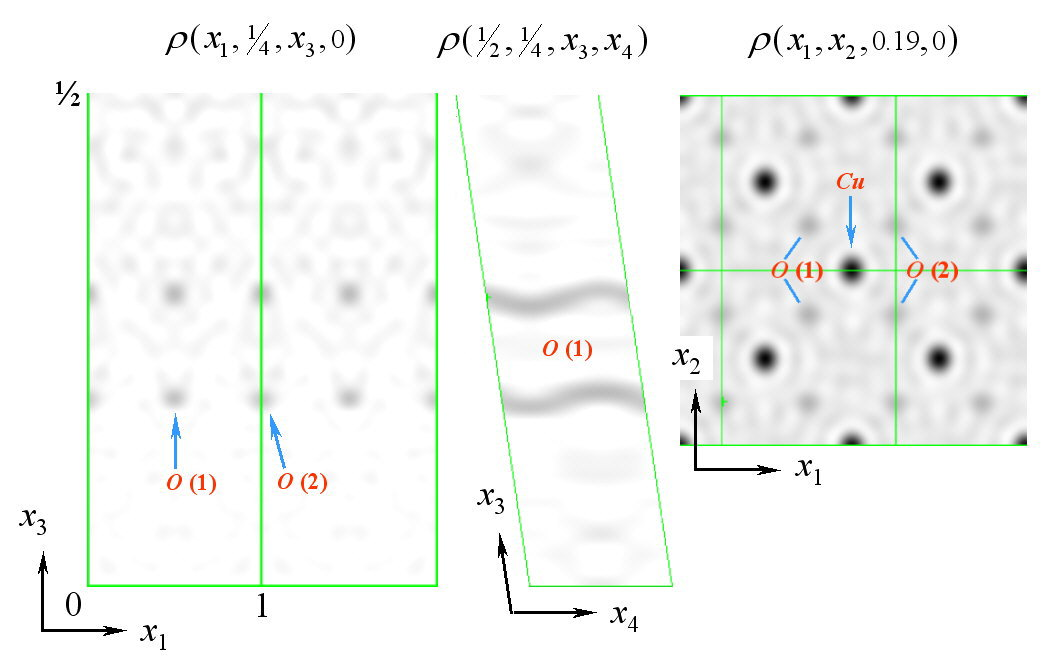 ρ(x₁, ¼, x₃, 0)
ρ(½, ¼, x₃, x₄)
ρ(x₁, x₂, 0.19, 0)
½
O (1)
O (2)
x₃
0
1
x₁
O (1)
x₃
x₄
Cu
O (1)
O (2)
x₂
x₁